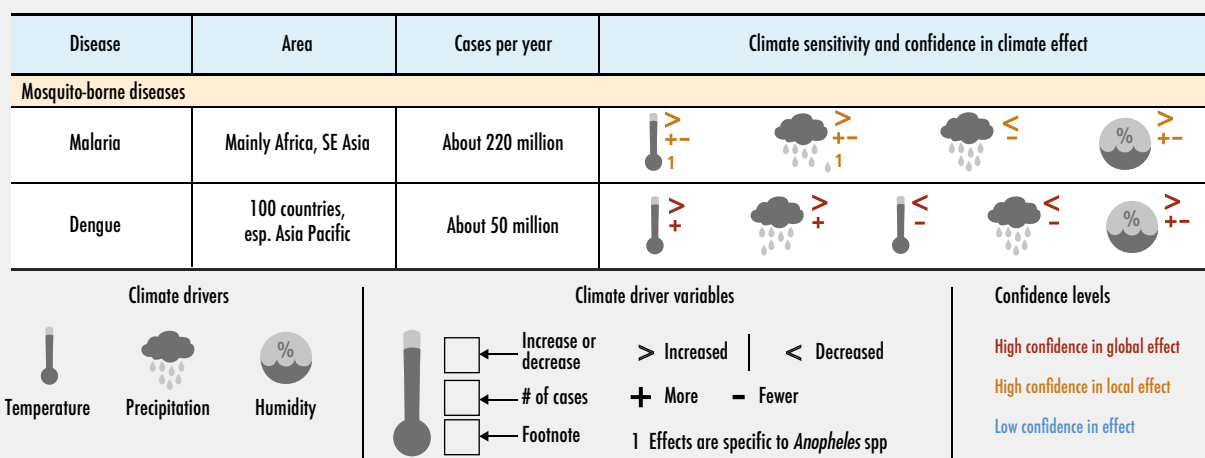 Disease Area Cases per year Climate sensitivity and confidence in climate effect
Mosquito-borne diseases
Malaria Mainly Africa, SE Asia About 220 million > +- 1 > +- 1 < - % > +-
Dengue 100 countries,
esp. Asia Pacific About 50 million > + > + < - < - % > +-
Climate drivers
%
Temperature Precipitation Humidity
Climate driver variables
Increase or
decrease
# of cases
Footnote
> Increased < Decreased
+ More - Fewer
1 Effects are specific to Anopheles spp
Confidence levels
High confidence in global effect
High confidence in local effect
Low confidence in effect